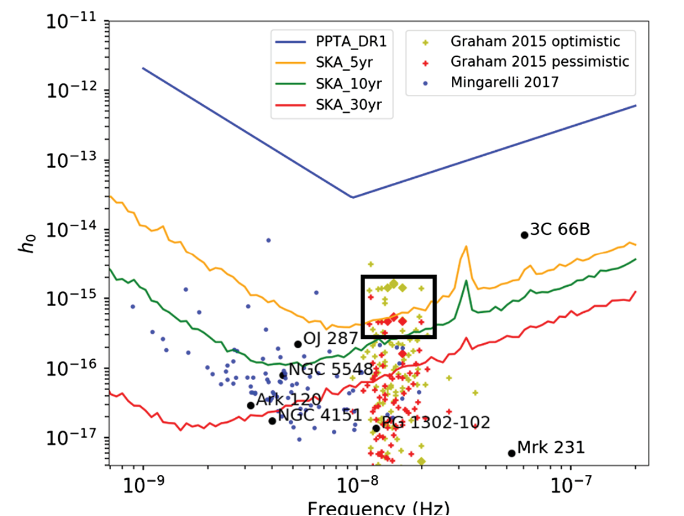 10⁻¹¹
10⁻¹²
10⁻¹³
10⁻¹⁴
10⁻¹⁵
10⁻¹⁶
10⁻¹⁷
h₀
PPTA_DR1
SKA_5yr
SKA_10yr
SKA_30yr
Graham 2015 optimistic
Graham 2015 pessimistic
Mingarelli 2017
3C 66B
OJ 287
NGC 5548
Ark 120
NGC 4151
PG 1302-102
Mrk 231
10⁻⁹
10⁻⁸
10⁻⁷
Frequency (Hz)